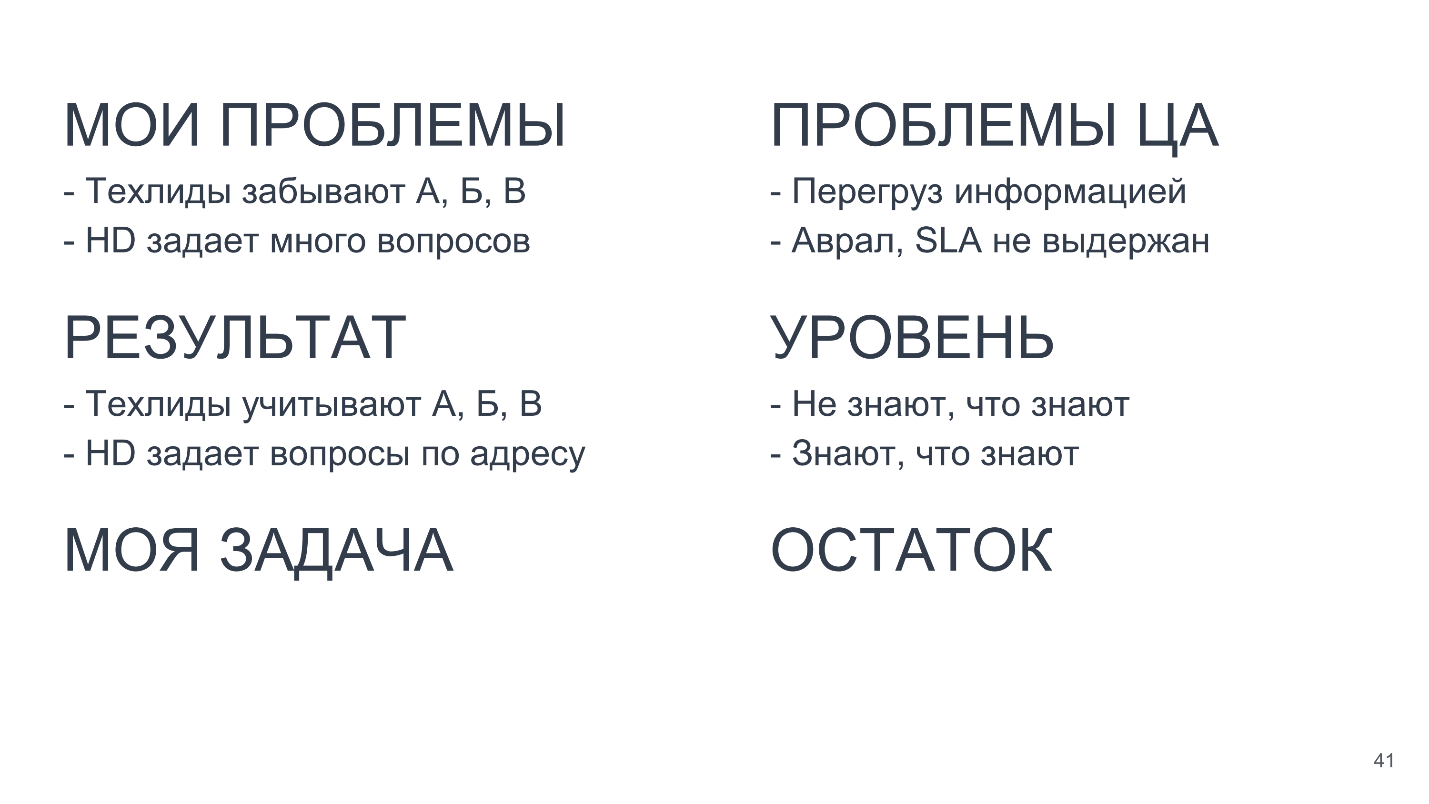 МОИ ПРОБЛЕМЫ
- Техлиды забывают А, Б, В
- HD задает много вопросов
РЕЗУЛЬТАТ
- Техлиды учитывают А, Б, В
- HD задает вопросы по адресу
МОЯ ЗАДАЧА
ПРОБЛЕМЫ ЦА
- Перегруз информацией
- Аврал, SLA не выдержан
УРОВЕНЬ
- Не знают, что знают
- Знают, что знают
ОСТАТОК
41